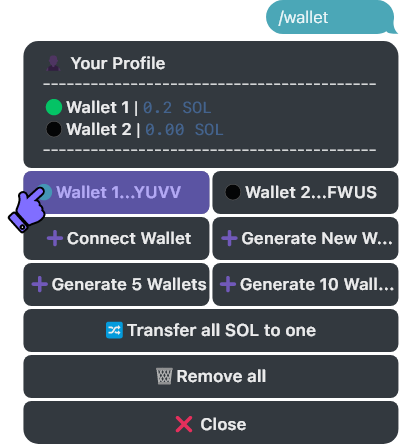 /wallet
Your Profile
Wallet 1 | 0.2 SOL
Wallet 2 | 0.00 SOL
Wallet 1...YUVV
Wallet 2...FWUS
Connect Wallet
Generate New W...
Generate 5 Wallets
Generate 10 Wall...
Transfer all SOL to one
Remove all
Close